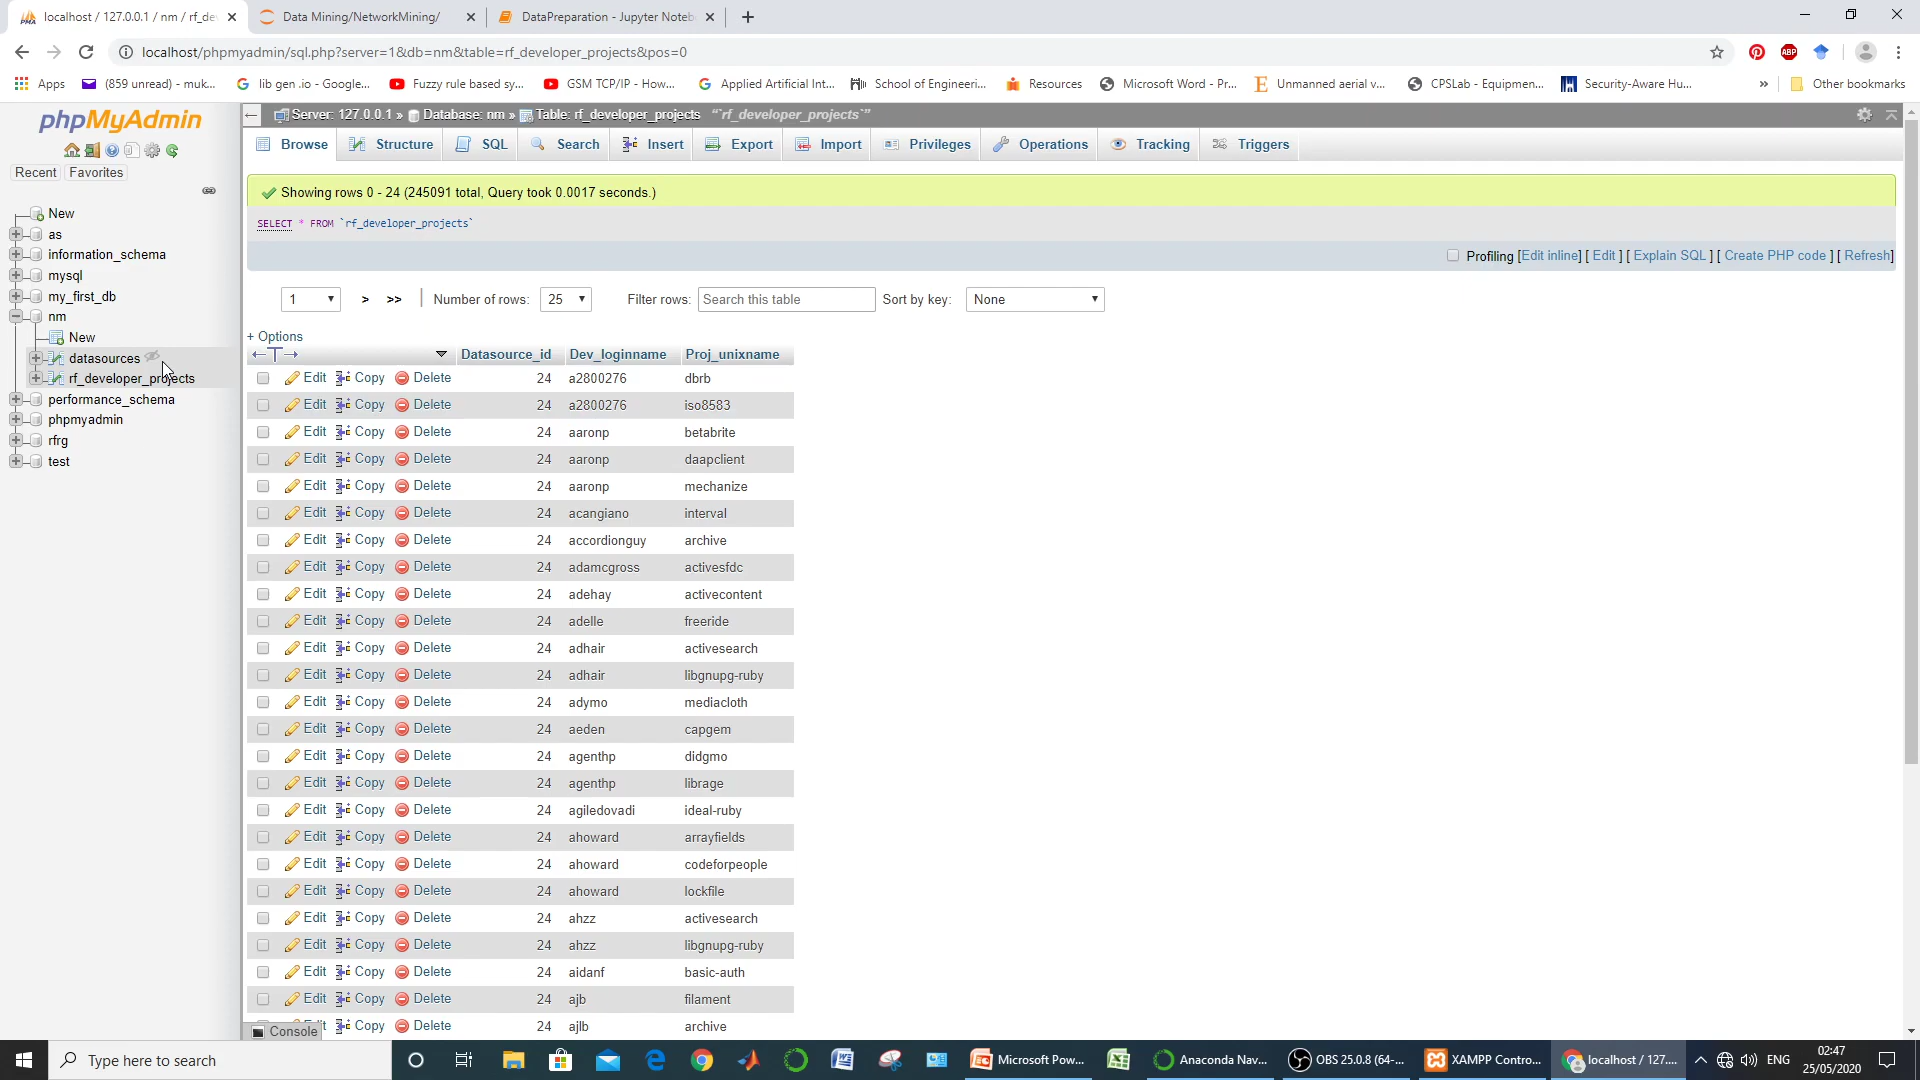 localhost / 127.0.0.1 / nm / rf_de
Data Mining/NetworkMining/
DataPreparation - Jupyter Noteb
localhost/phpmyadmin/sql.php?server=1&db=nm&table=rf_developer_projects&pos=0
Apps
(859 unread) - muk...
lib gen .io - Google...
Fuzzy rule based sy...
GSM TCP/IP - How...
Applied Artificial Int...
School of Engineeri...
Resources
Microsoft Word - Pr...
Unmanned aerial v...
CPSLab - Equipmen...
Security-Aware Hu...
»
Other bookmarks
phpMyAdmin
Recent
Favorites
New
as
information_schema
mysql
my_first_db
nm
New
datasources
rf_developer_projects
performance_schema
phpmyadmin
rfrg
test
Server: 127.0.0.1 » Database: nm » Table: rf_developer_projects "`rf_developer_projects`"
Browse
Structure
SQL
Search
Insert
Export
Import
Privileges
Operations
Tracking
Triggers
Showing rows 0 - 24 (245091 total, Query took 0.0017 seconds.)
SELECT * FROM `rf_developer_projects`
Profiling [Edit inline] [ Edit ] [ Explain SQL ] [ Create PHP code ] [ Refresh]
1 > >> | Number of rows: 25 Filter rows: Search this table Sort by key: None
+ Options
←T→ Datasource_id Dev_loginname Proj_unixname
Edit Copy Delete 24 a2800276 dbrb
Edit Copy Delete 24 a2800276 iso8583
Edit Copy Delete 24 aaronp betabrite
Edit Copy Delete 24 aaronp daapclient
Edit Copy Delete 24 aaronp mechanize
Edit Copy Delete 24 acangiano interval
Edit Copy Delete 24 accordionguy archive
Edit Copy Delete 24 adamcgross activesfdc
Edit Copy Delete 24 adehay activecontent
Edit Copy Delete 24 adelle freeride
Edit Copy Delete 24 adhair activesearch
Edit Copy Delete 24 adhair libgnupg-ruby
Edit Copy Delete 24 adymo mediacloth
Edit Copy Delete 24 aeden capgem
Edit Copy Delete 24 agenthp didgmo
Edit Copy Delete 24 agenthp librage
Edit Copy Delete 24 agiledovadi ideal-ruby
Edit Copy Delete 24 ahoward arrayfields
Edit Copy Delete 24 ahoward codeforpeople
Edit Copy Delete 24 ahoward lockfile
Edit Copy Delete 24 ahzz activesearch
Edit Copy Delete 24 ahzz libgnupg-ruby
Edit Copy Delete 24 aidanf basic-auth
Edit Copy Delete 24 ajb filament
Copy Delete 24 ajlb archive
Console
Type here to search
Microsoft Pow...
Anaconda Nav...
OBS 25.0.8 (64-...
XAMPP Contro...
localhost / 127....
ENG
02:47
25/05/2020